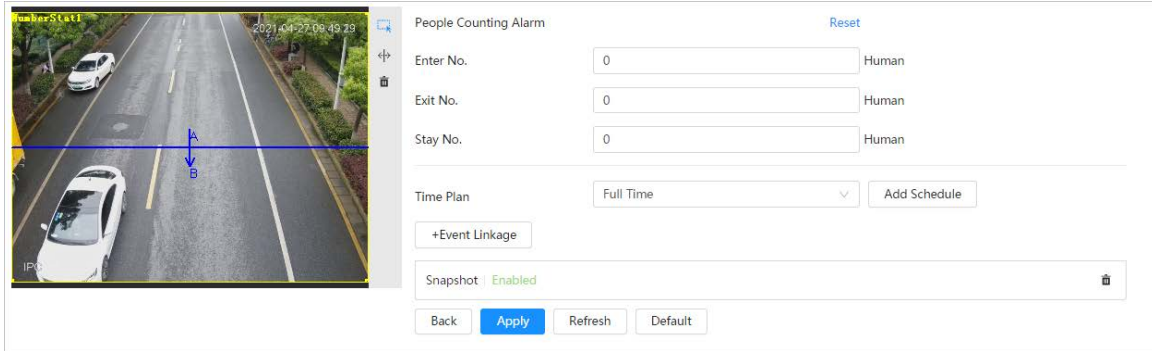 NumberStat1
2021-04-27 09:49:29
A
B
IPC
People Counting Alarm Reset
Enter No. 0 Human
Exit No. 0 Human
Stay No. 0 Human
Time Plan Full Time Add Schedule
+Event Linkage
Snapshot Enabled
Back Apply Refresh Default